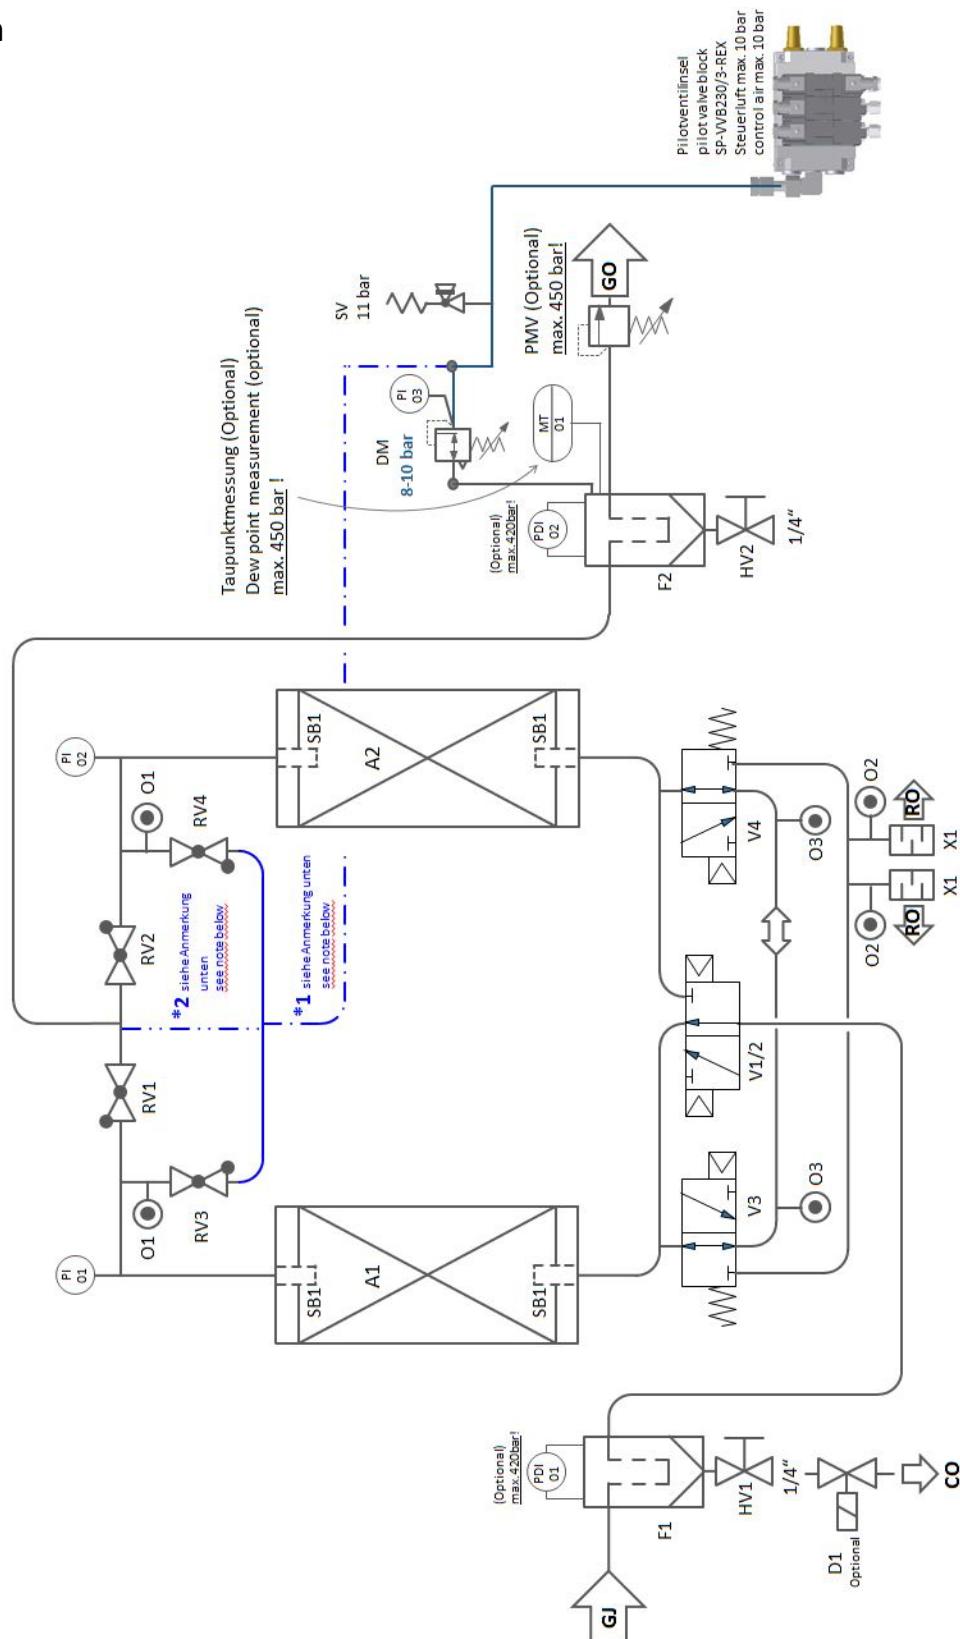 PI
01
PI
02
O1
O1
RV1
RV2
RV3
RV4
*2 siehe Anmerkung
unten
see note below
*1 siehe Anmerkung unten
see note below
Taupunktmessung (Optional)
Dew point measurement (optional)
max. 450 bar !
SV
11 bar
SB1
A1
SB1
SB1
A2
SB1
DM
8-10 bar
PI
03
(Optional)
max. 420bar!
PDI
01
(Optional)
max. 420bar!
PDI
02
MT
01
PMV (Optional)
max. 450 bar!
GJ
GO
F1
F2
HV1
1/4“
HV2
1/4“
V3
V1/2
V4
O3
O3
O2
O2
RO
RO
X1
X1
D1
Optional
CO
Pilotventilinsel
pilot valve block
SP-VVB230/3-REX
Steuerluft max. 10 bar
control air max. 10 bar